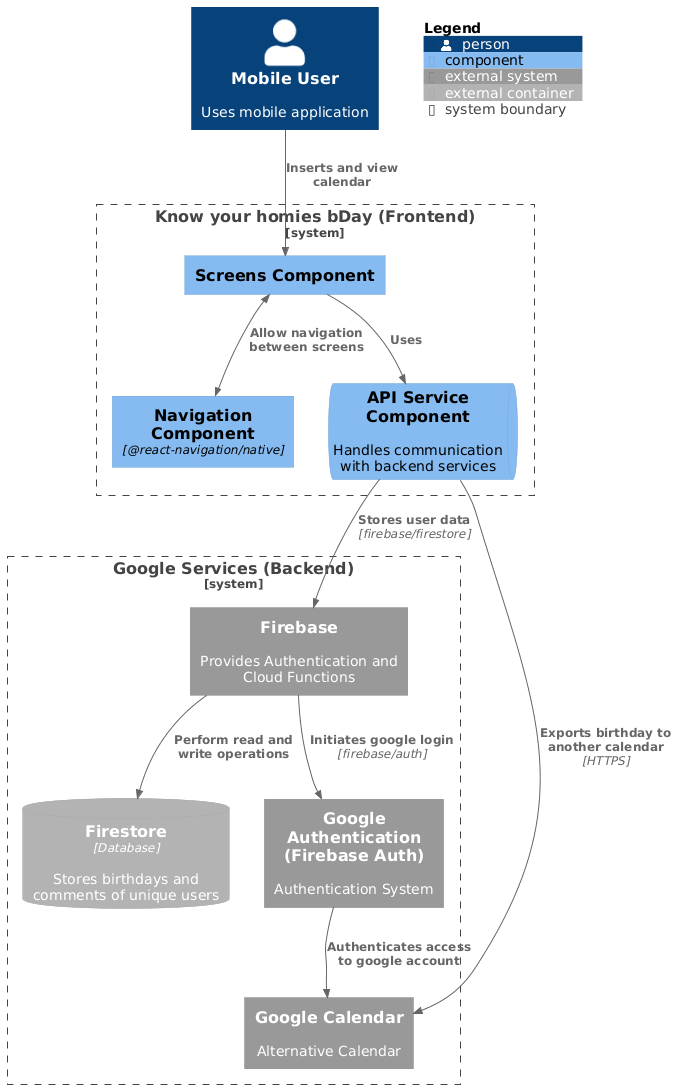 Mobile User
Uses mobile application
Legend
person
component
external system
external container
system boundary
Inserts and view
calendar
Know your homies bDay (Frontend)
[system]
Screens Component
Allow navigation
between screens
Uses
Navigation
Component
[@react-navigation/native]
API Service
Component
Handles communication
with backend services
Stores user data
[firebase/firestore]
Google Services (Backend)
[system]
Firebase
Provides Authentication and
Cloud Functions
Perform read and
write operations
Initiates google login
[firebase/auth]
Exports birthday to
another calendar
[HTTPS]
Firestore
[Database]
Stores birthdays and
comments of unique users
Google
Authentication
(Firebase Auth)
Authentication System
Authenticates access
to google account
Google Calendar
Alternative Calendar